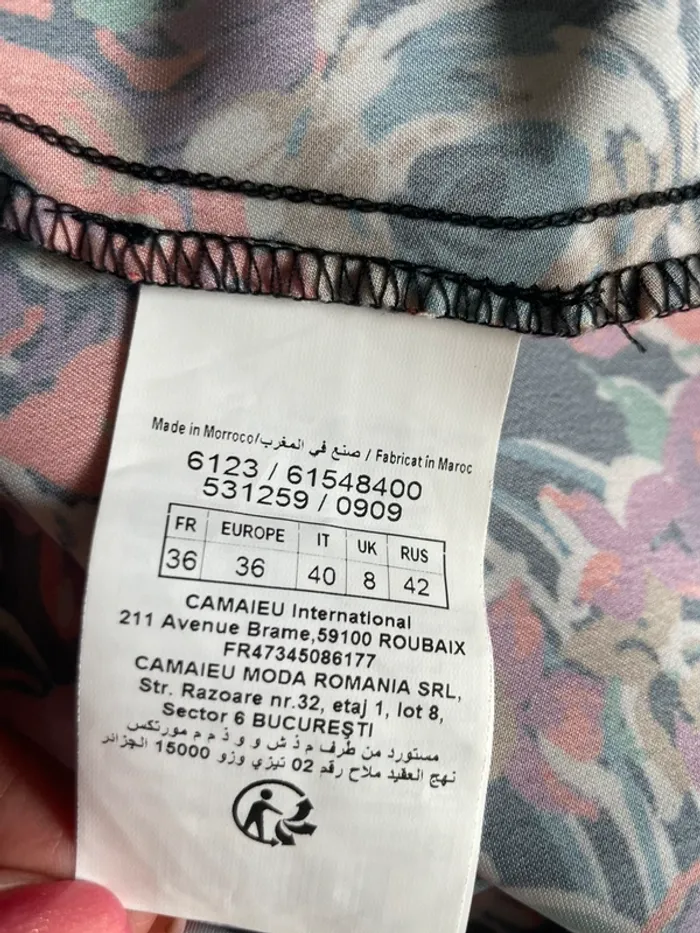 Made in Morroco/صنع في المغرب / Fabricat in Maroc
6123 / 61548400
531259 / 0909
FR EUROPE IT UK RUS
36 36 40 8 42
CAMAIEU International
211 Avenue Brame,59100 ROUBAIX
FR47345086177
CAMAIEU MODA ROMANIA SRL,
Str. Razoare nr.32, etaj 1, lot 8,
Sector 6 BUCUREŞTI
مستورد من طرف م ذ ش و و ذ م م مورتكس
نهج العقيد ملاح رقم 02 تيزي وزو 15000 الجزائر